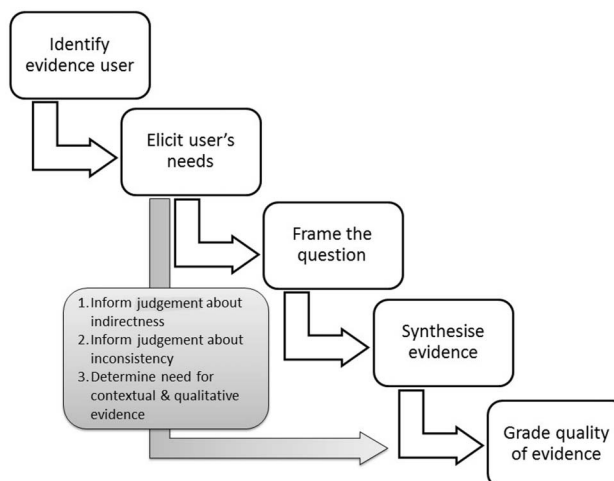 Identify
evidence user
Elicit user's
needs
Frame the
question
1. Inform judgement about
indirectness
2. Inform judgement about
inconsistency
3. Determine need for
contextual & qualitative
evidence
Synthesise
evidence
Grade quality
of evidence